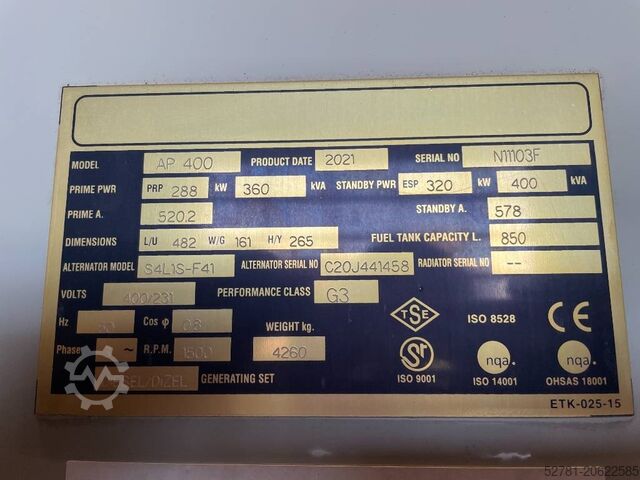 MODEL AP 400 PRODUCT DATE 2021 SERIAL NO N11103F
PRIME PWR PRP 288 kW 360 kVA STANDBY PWR ESP 320 kW 400 kVA
PRIME A. 520.2 STANDBY A. 578
DIMENSIONS L/U 482 W/G 161 H/Y 265 FUEL TANK CAPACITY L. 850
ALTERNATOR MODEL S4L1S-F41 ALTERNATOR SERIAL NO C20J441458 RADIATOR SERIAL NO --
VOLTS 400/231 PERFORMANCE CLASS G3
Hz Cos φ 0.8 WEIGHT kg. TSE ISO 8528 CE
Phase ~ R.P.M. 1500 4260 nqa. nqa.
GENERATING SET ISO 9001 ISO 14001 OHSAS 18001
ETK-025-15
52781-20622585